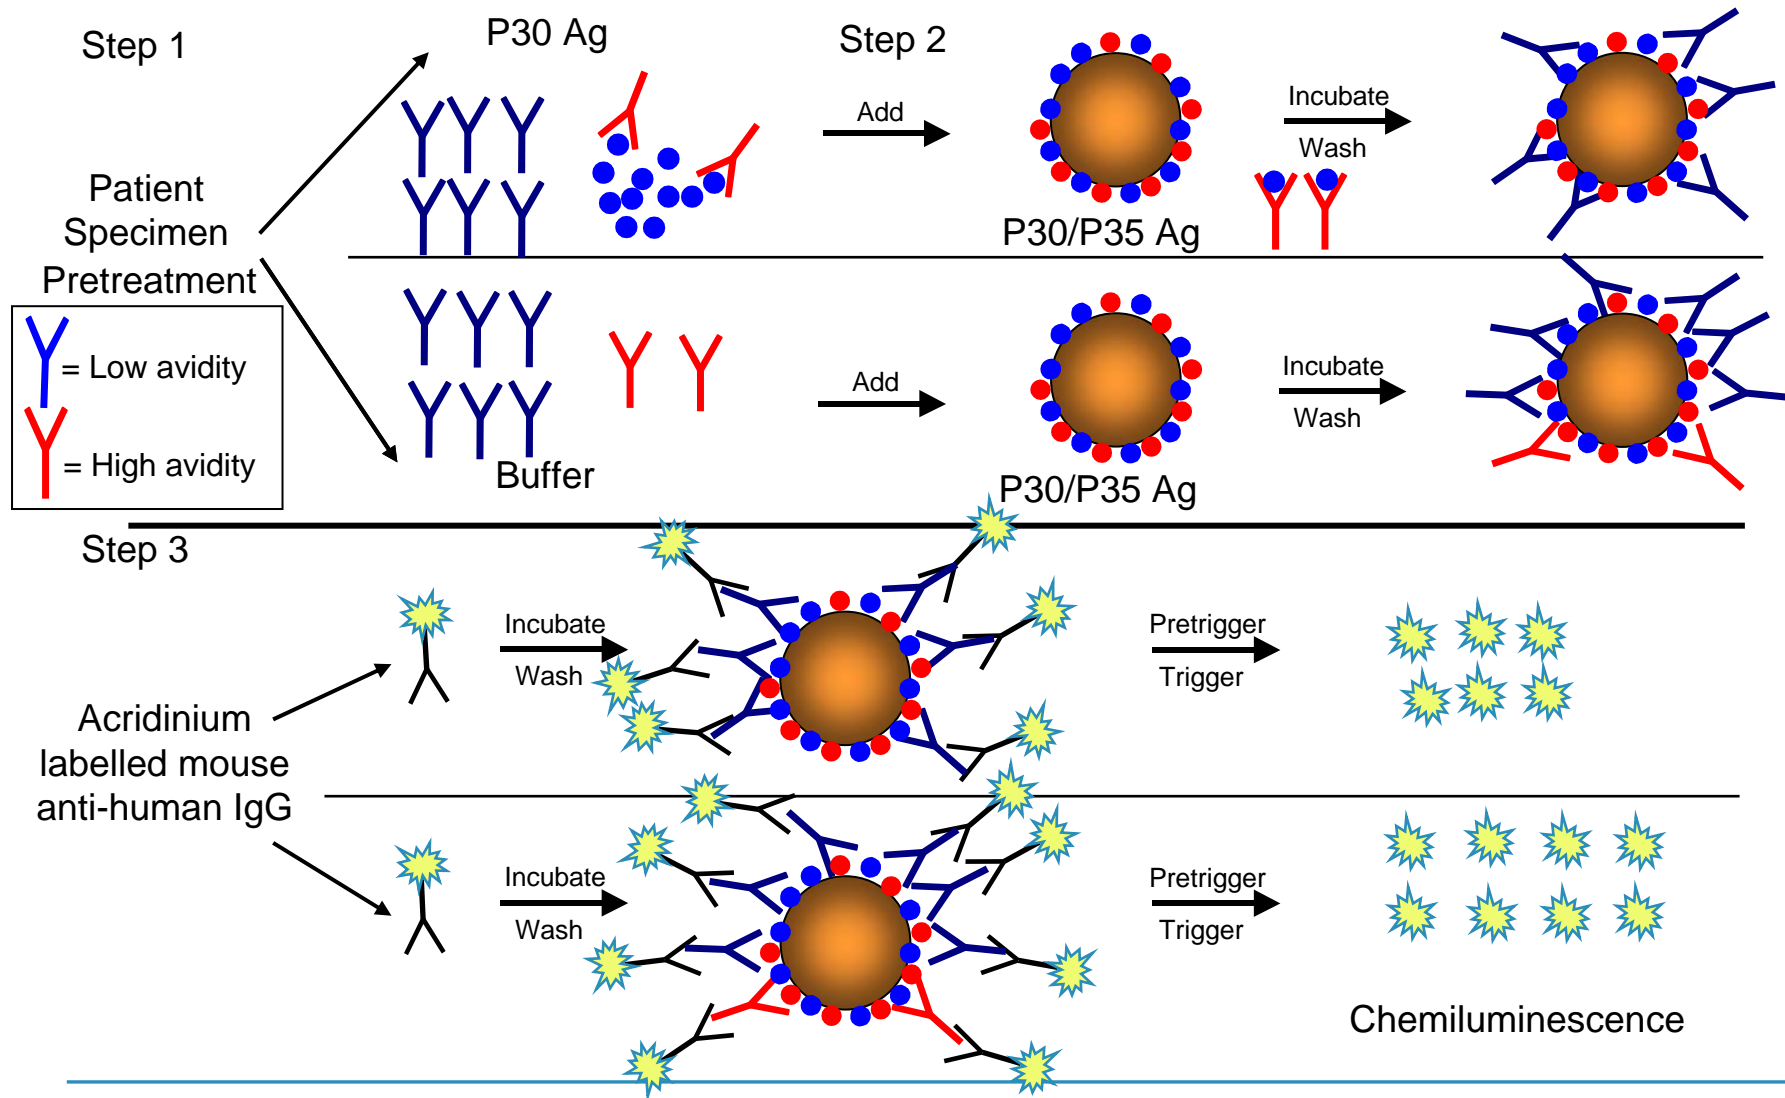 Step 1
P30 Ag
Step 2
Add
Incubate
Wash
Patient
Specimen
Pretreatment
P30/P35 Ag
= Low avidity
= High avidity
Buffer
Add
Incubate
Wash
P30/P35 Ag
Step 3
Incubate
Wash
Pretrigger
Trigger
Acridinium
labelled mouse
anti-human IgG
Incubate
Wash
Pretrigger
Trigger
Chemiluminescence